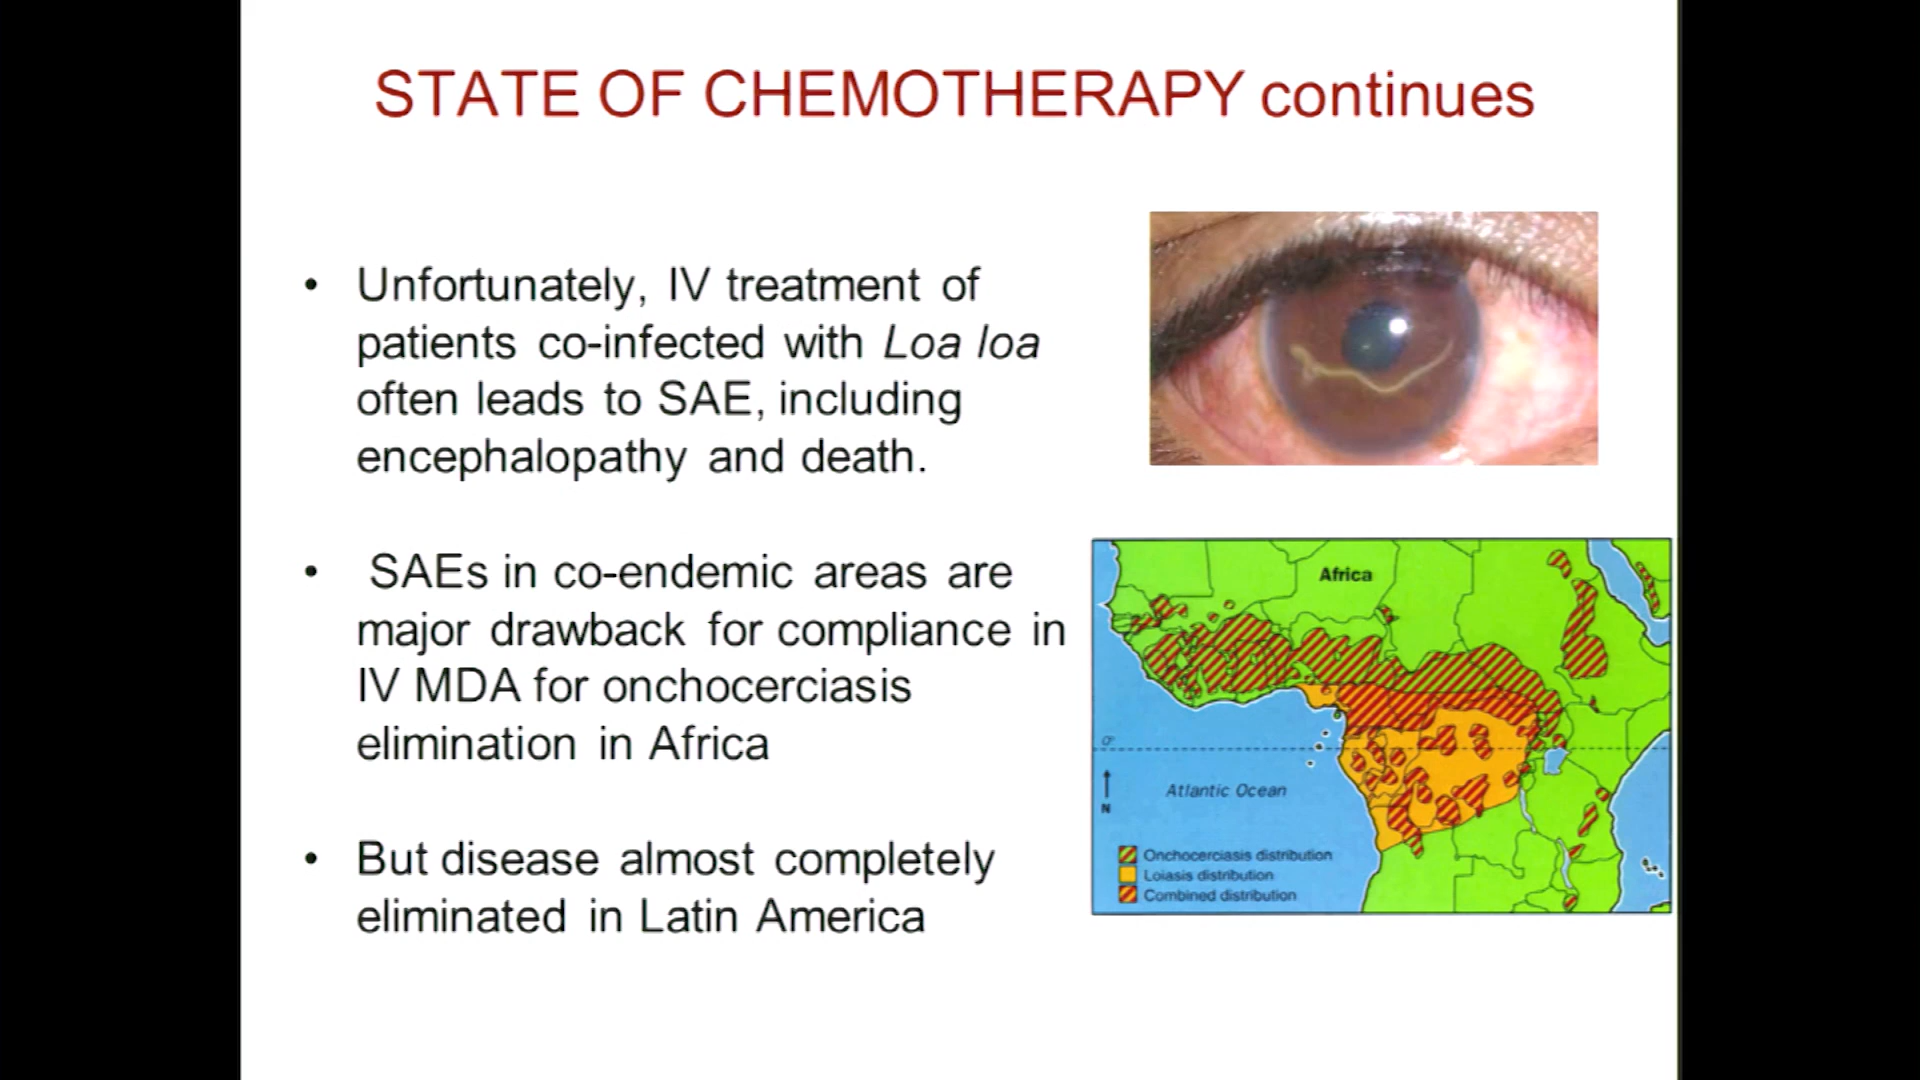 STATE OF CHEMOTHERAPY continues
• Unfortunately, IV treatment of
patients co-infected with Loa loa
often leads to SAE, including
encephalopathy and death.
• SAEs in co-endemic areas are
major drawback for compliance in
IV MDA for onchocerciasis
elimination in Africa
• But disease almost completely
eliminated in Latin America
Africa
0°
Atlantic Ocean
N
Onchocerciasis distribution
Loiasis distribution
Combined distribution